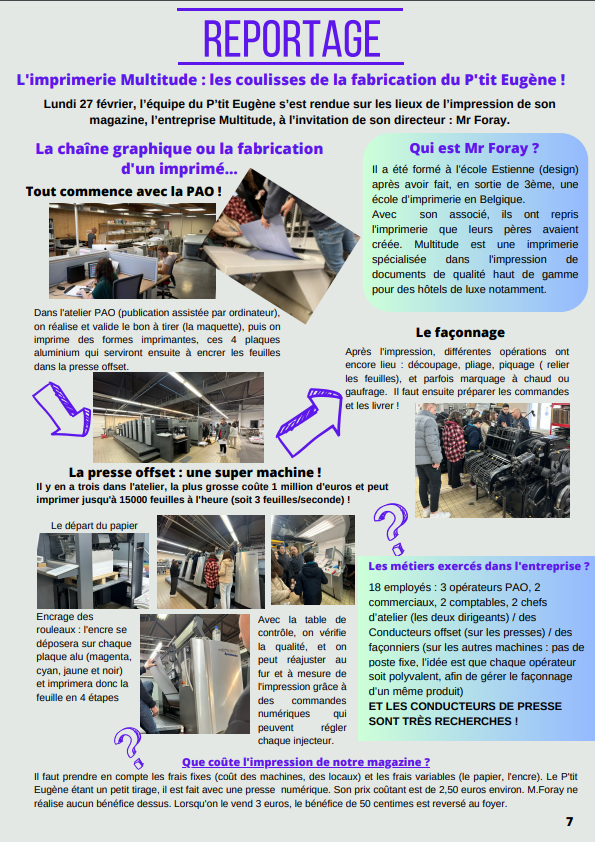 REPORTAGE
L'imprimerie Multitude : les coulisses de la fabrication du P'tit Eugène !
Lundi 27 février, l'équipe du P'tit Eugène s'est rendue sur les lieux de l'impression de son
magazine, l'entreprise Multitude, à l'invitation de son directeur : Mr Foray.
La chaîne graphique ou la fabrication
d'un imprimé...
Tout commence avec la PAO !
Dans l'atelier PAO (publication assistée par ordinateur),
on réalise et valide le bon à tirer (la maquette), puis on
imprime des formes imprimantes, ces 4 plaques
aluminium qui serviront ensuite à encrer les feuilles
dans la presse offset.
Qui est Mr Foray ?
Il a été formé à l'école Estienne (design)
après avoir fait, en sortie de 3ème, une
école d'imprimerie en Belgique.
Avec son associé, ils ont repris
l'imprimerie que leurs pères avaient
créée. Multitude est une imprimerie
spécialisée dans l'impression de
documents de qualité haut de gamme
pour des hôtels de luxe notamment.
Le façonnage
Après l'impression, différentes opérations ont
encore lieu : découpage, pliage, piquage ( relier
les feuilles), et parfois marquage à chaud ou
gaufrage. Il faut ensuite préparer les commandes
et les livrer !
La presse offset : une super machine !
Il y en a trois dans l'atelier, la plus grosse coûte 1 million d'euros et peut
imprimer jusqu'à 15000 feuilles à l'heure (soit 3 feuilles/seconde) !
Le départ du papier
Encrage des
rouleaux : l'encre se
déposera sur chaque
plaque alu (magenta,
cyan, jaune et noir)
et imprimera donc la
feuille en 4 étapes
Avec la table de
contrôle, on vérifie
la qualité, et on
peut réajuster au
fur et à mesure de
l'impression grâce à
des commandes
numériques qui
peuvent régler
chaque injecteur.
Les métiers exercés dans l'entreprise ?
18 employés : 3 opérateurs PAO, 2
commerciaux, 2 comptables, 2 chefs
d'atelier (les deux dirigeants) / des
Conducteurs offset (sur les presses) / des
façonniers (sur les autres machines : pas de
poste fixe, l'idée est que chaque opérateur
soit polyvalent, afin de gérer le façonnage
d'un même produit)
ET LES CONDUCTEURS DE PRESSE
SONT TRÈS RECHERCHES !
Que coûte l'impression de notre magazine ?
Il faut prendre en compte les frais fixes (coût des machines, des locaux) et les frais variables (le papier, l'encre). Le P'tit
Eugène étant un petit tirage, il est fait avec une presse numérique. Son prix coûtant est de 2,50 euros environ. M.Foray ne
réalise aucun bénéfice dessus. Lorsqu'on le vend 3 euros, le bénéfice de 50 centimes est reversé au foyer.
7